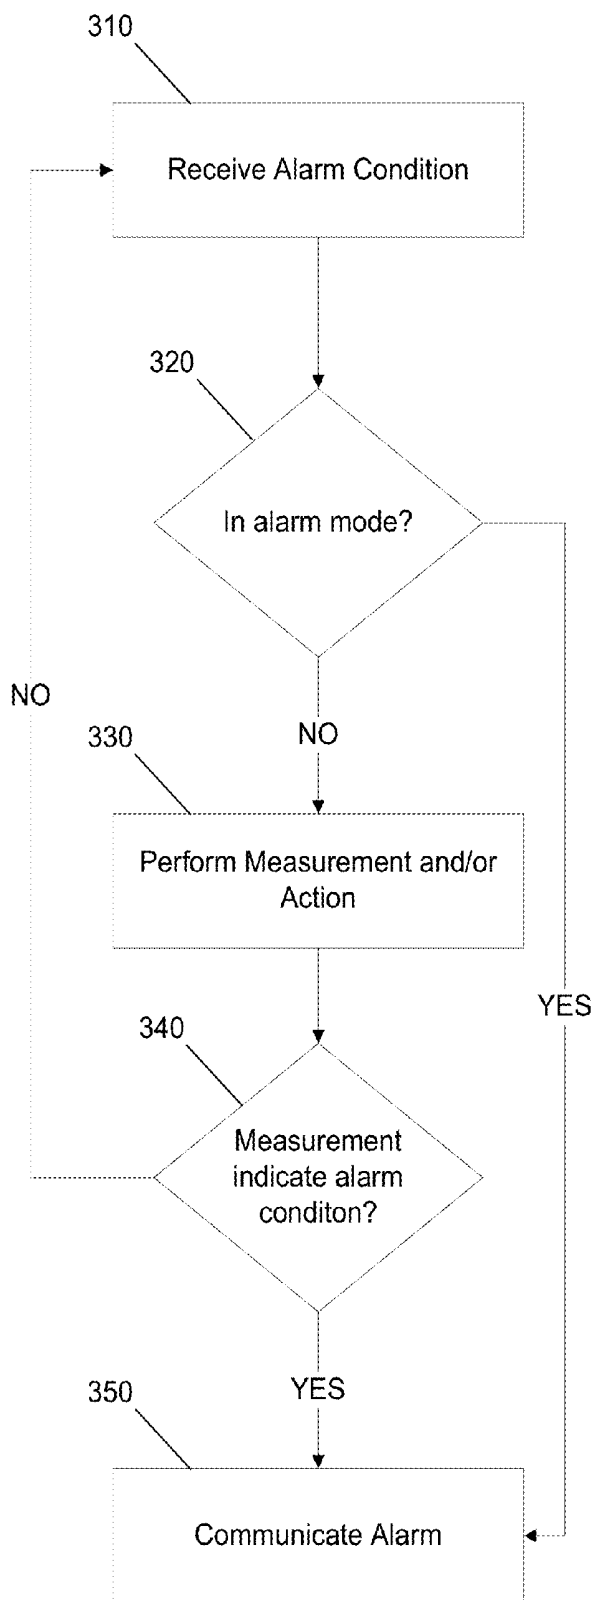 310
Receive Alarm Condition
320
In alarm mode?
NO
NO
330
Perform Measurement and/or
Action
YES
340
Measurement
indicate alarm
conditon?
YES
350
Communicate Alarm